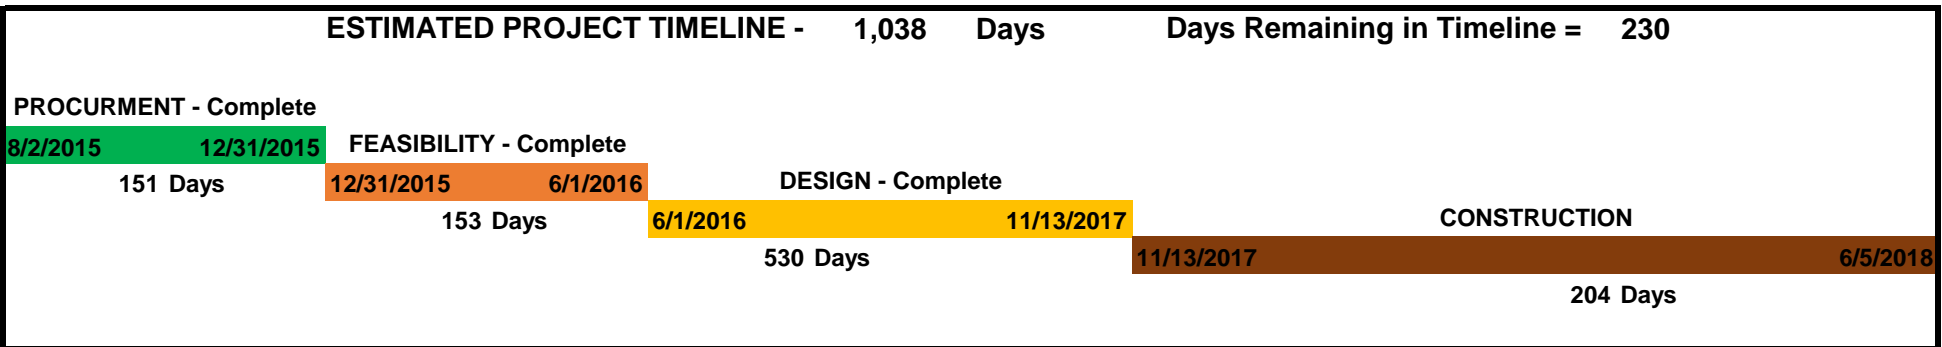 ESTIMATED PROJECT TIMELINE - 1,038 Days Days Remaining in Timeline = 230
PROCURMENT - Complete
8/2/2015 12/31/2015 FEASIBILITY - Complete
151 Days 12/31/2015 6/1/2016 DESIGN - Complete
153 Days 6/1/2016 11/13/2017 CONSTRUCTION
530 Days 11/13/2017 6/5/2018
204 Days